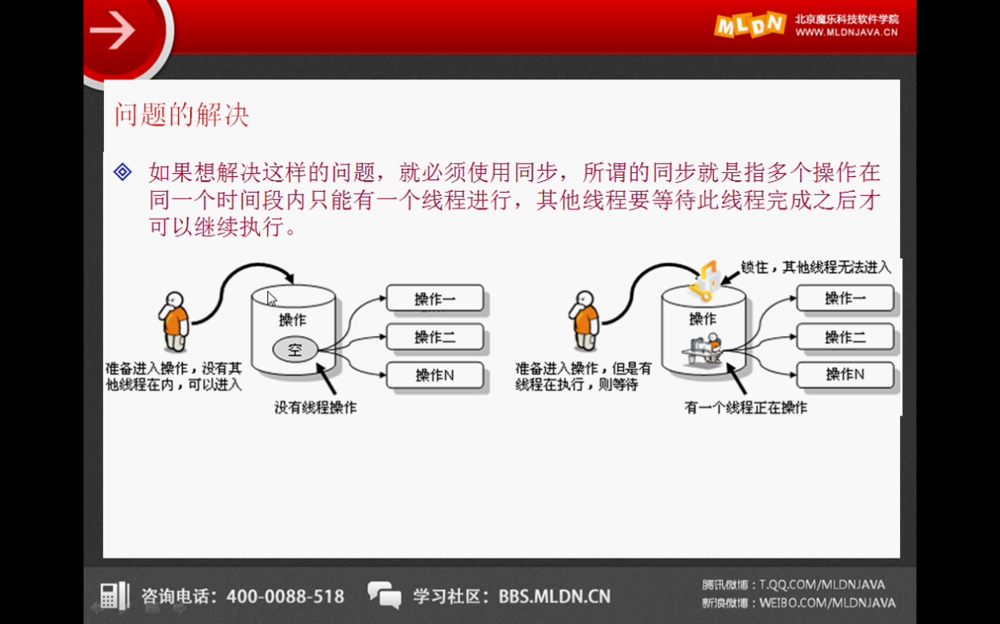 MLDN
北京魔乐科技软件学院
WWW.MLDNJAVA.CN
问题的解决
如果想解决这样的问题，就必须使用同步，所谓的同步就是指多个操作在
同一个时间段内只能有一个线程进行，其他线程要等待此线程完成之后才
可以继续执行。
操作
空
操作一
操作二
操作N
准备进入操作，没有其
他线程在内，可以进入
没有线程操作
锁住，其他线程无法进入
操作
操作一
操作二
操作N
准备进入操作，但是有
线程在执行，则等待
有一个线程正在操作
咨询电话：400-0088-518
学习社区：BBS.MLDN.CN
腾讯微博：T.QQ.COM/MLDNJAVA
新浪微博：WEIBO.COM/MLDNJAVA